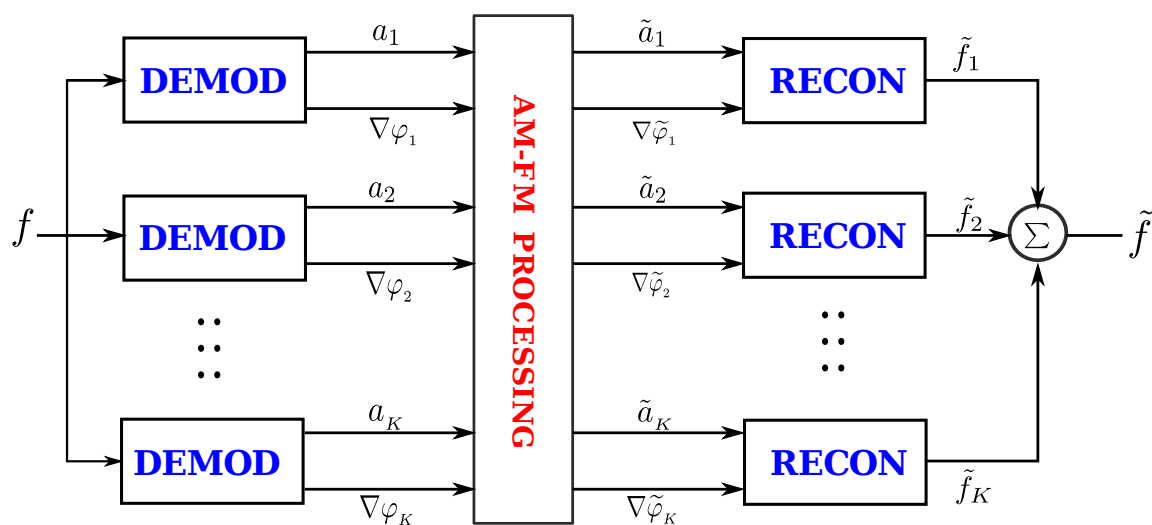 a₁ ã₁
DEMOD RECON f̃₁
∇φ₁ ∇φ̃₁
AM-FM PROCESSING
a₂ ã₂
f DEMOD RECON f̃₂ Σ f̃
∇φ₂ ∇φ̃₂
a_K ã_K
DEMOD RECON f̃_K
∇φ_K ∇φ̃_K